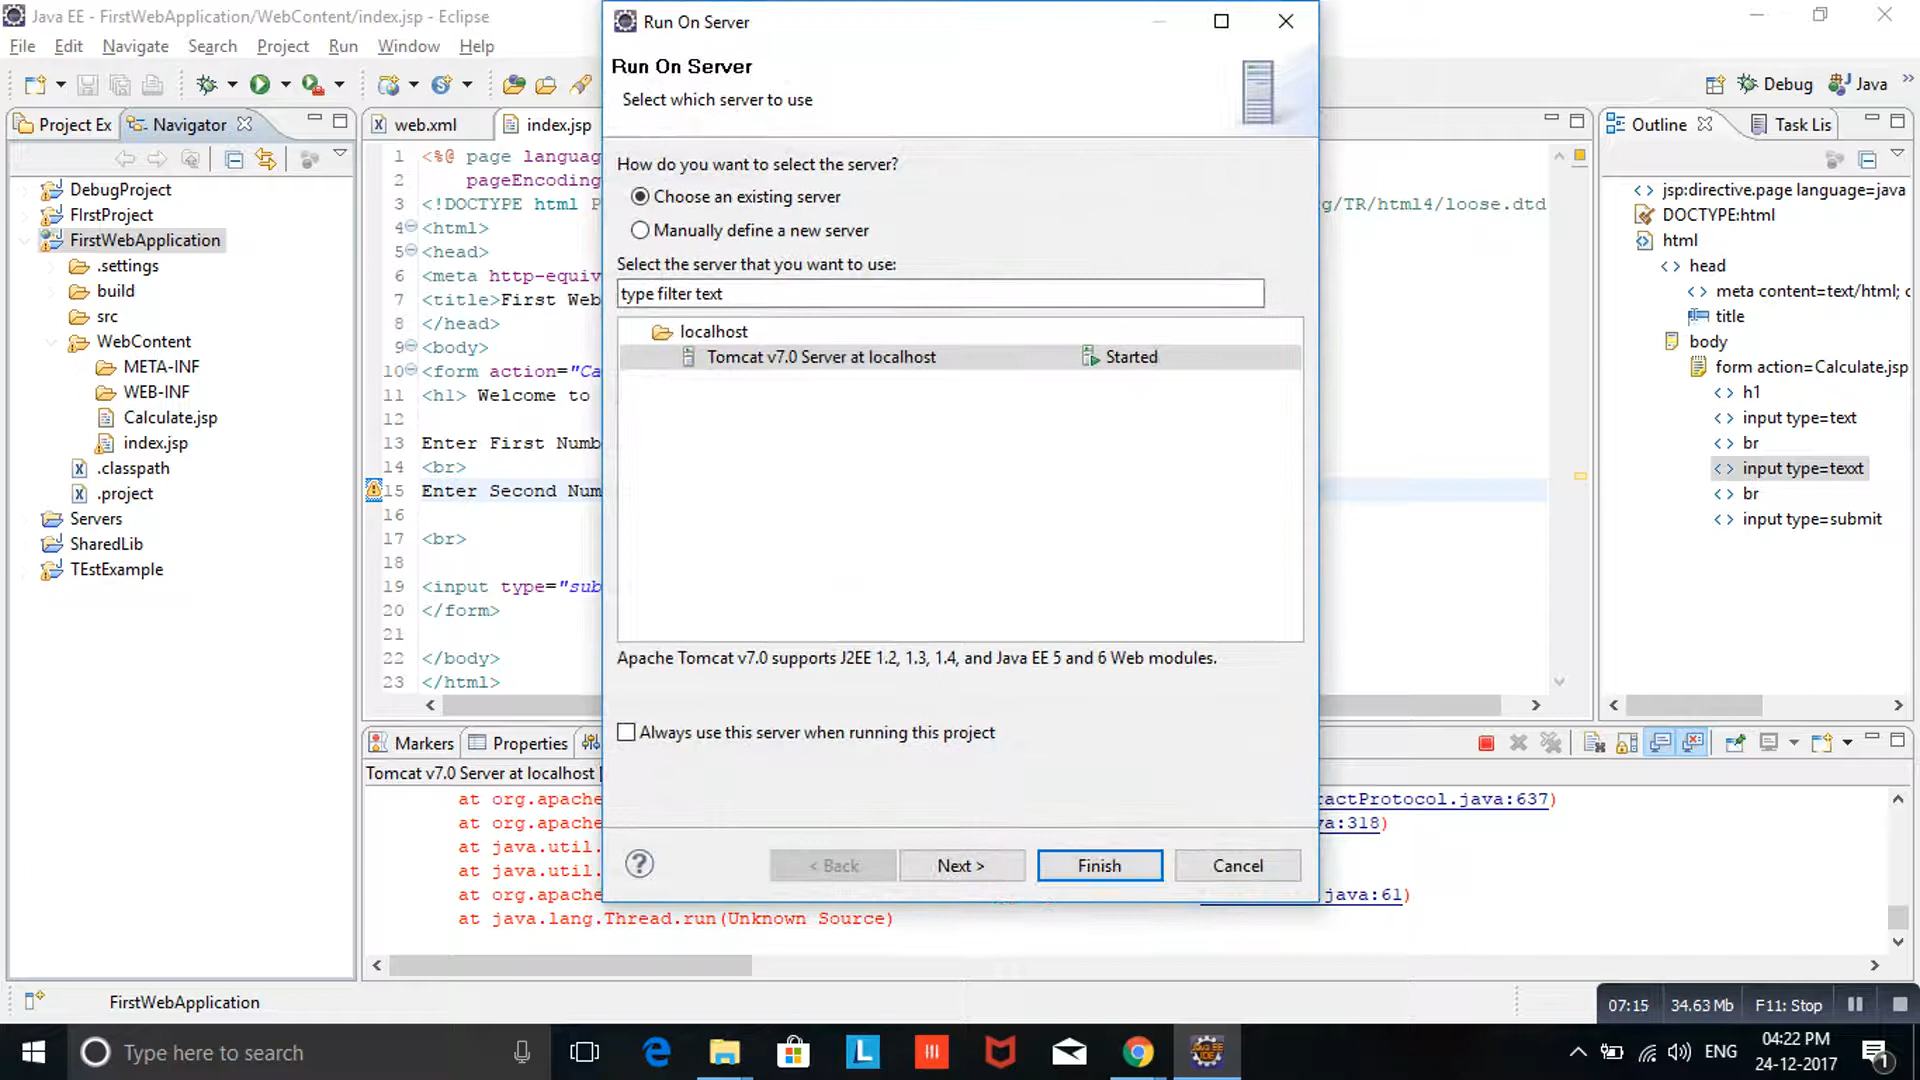 Java EE - FirstWebApplication/WebContent/index.jsp - Eclipse
File Edit Navigate Search Project Run Window Help
Debug Java »
Project Ex Navigator
DebugProject
FIrstProject
FirstWebApplication
.settings
build
src
WebContent
META-INF
WEB-INF
Calculate.jsp
index.jsp
.classpath
.project
Servers
SharedLib
TEstExample
web.xml index.jsp
1 <%@ page languag
2 pageEncoding
3 <!DOCTYPE html P
g/TR/html4/loose.dtd
4 <html>
5 <head>
6 <meta http-equiv
7 <title>First Web
8 </head>
9 <body>
10 <form action="Ca
11 <h1> Welcome to
12
13 Enter First Numb
14 <br>
15 Enter Second Num
16
17 <br>
18
19 <input type="sub
20 </form>
21
22 </body>
23 </html>
Run On Server
Run On Server
Select which server to use
How do you want to select the server?
Choose an existing server
Manually define a new server
Select the server that you want to use:
type filter text
localhost
Tomcat v7.0 Server at localhost Started
Apache Tomcat v7.0 supports J2EE 1.2, 1.3, 1.4, and Java EE 5 and 6 Web modules.
Always use this server when running this project
? < Back Next > Finish Cancel
Outline Task Lis
jsp:directive.page language=java
DOCTYPE:html
html
head
meta content=text/html; c
title
body
form action=Calculate.jsp
h1
input type=text
br
input type=texxt
br
input type=submit
Markers Properties
Tomcat v7.0 Server at localhost [
at org.apache
ractProtocol.java:637)
at org.apache
va:318)
at java.util.
at java.util.
at org.apache
java:61)
at java.lang.Thread.run(Unknown Source)
FirstWebApplication
07:15 34.63 Mb F11: Stop
Type here to search
ENG
04:22 PM
24-12-2017
1